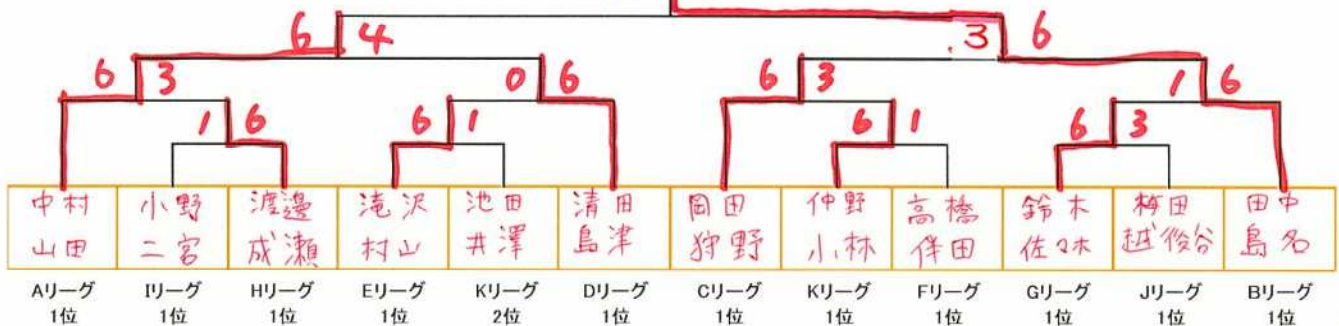 6 4 .3 6
6 3 0 6 6 3 1 6
1 6 6 1 6 1 6 3
中村 小野 渡邊 滝沢 池田 清田 岡田 仲野 高橋 鈴木 梅田 田中
山田 二宮 成瀬 村山 井澤 島津 狩野 小林 伴田 佐々木 越後谷 島名
Aリーグ Iリーグ Hリーグ Eリーグ Kリーグ Dリーグ Cリーグ Kリーグ Fリーグ Gリーグ Jリーグ Bリーグ
1位 1位 1位 1位 2位 1位 1位 1位 1位 1位 1位 1位